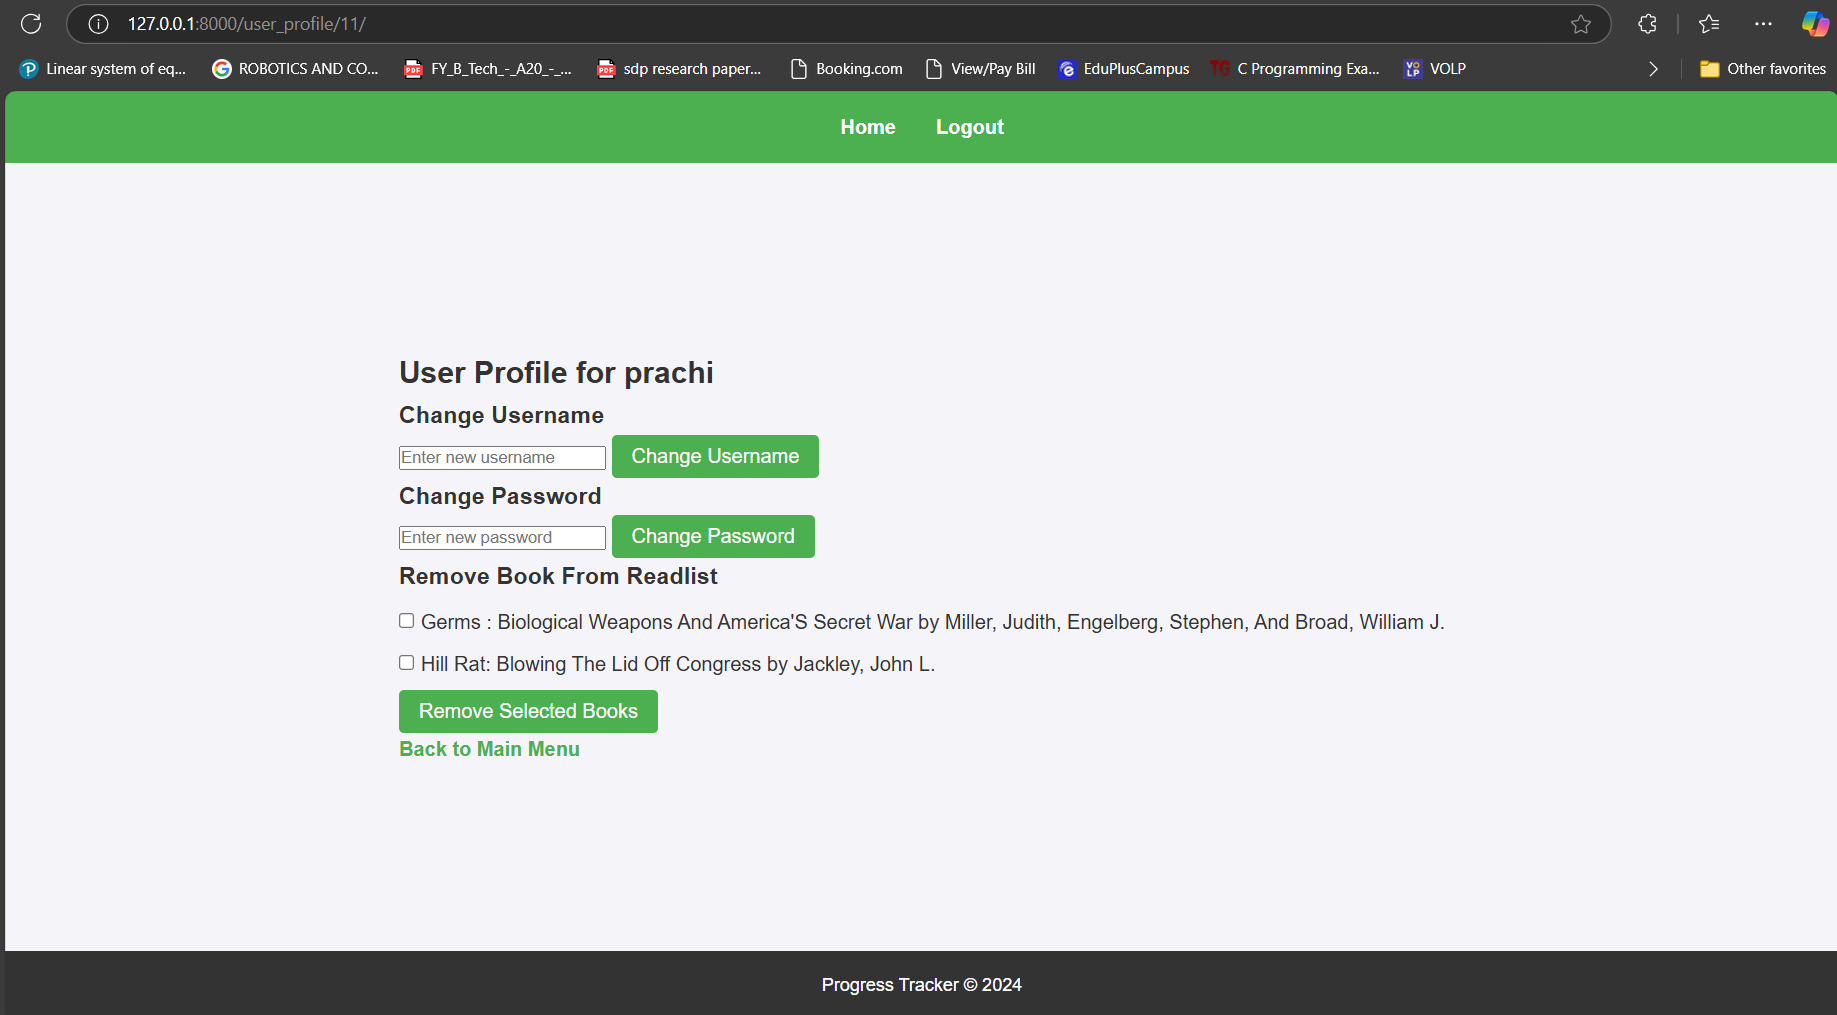 127.0.0.1:8000/user_profile/11/
Linear system of eq... ROBOTICS AND CO... PDF FY_B_Tech_-_A20_-_... PDF sdp research paper... Booking.com View/Pay Bill EduPlusCampus TG C Programming Exa... VOLP VOLP Other favorites
Home Logout
User Profile for prachi
Change Username
Enter new username Change Username
Change Password
Enter new password Change Password
Remove Book From Readlist
Germs : Biological Weapons And America'S Secret War by Miller, Judith, Engelberg, Stephen, And Broad, William J.
Hill Rat: Blowing The Lid Off Congress by Jackley, John L.
Remove Selected Books
Back to Main Menu
Progress Tracker © 2024